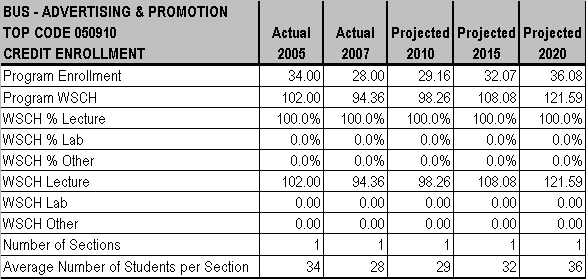 BUS - ADVERTISING & PROMOTION
TOP CODE 050910 Actual Actual Projected Projected Projected
CREDIT ENROLLMENT 2005 2007 2010 2015 2020
Program Enrollment 34.00 28.00 29.16 32.07 36.08
Program WSCH 102.00 94.36 98.26 108.08 121.59
WSCH % Lecture 100.0% 100.0% 100.0% 100.0% 100.0%
WSCH % Lab 0.0% 0.0% 0.0% 0.0% 0.0%
WSCH % Other 0.0% 0.0% 0.0% 0.0% 0.0%
WSCH Lecture 102.00 94.36 98.26 108.08 121.59
WSCH Lab 0.00 0.00 0.00 0.00 0.00
WSCH Other 0.00 0.00 0.00 0.00 0.00
Number of Sections 1 1 1 1 1
Average Number of Students per Section 34 28 29 32 36